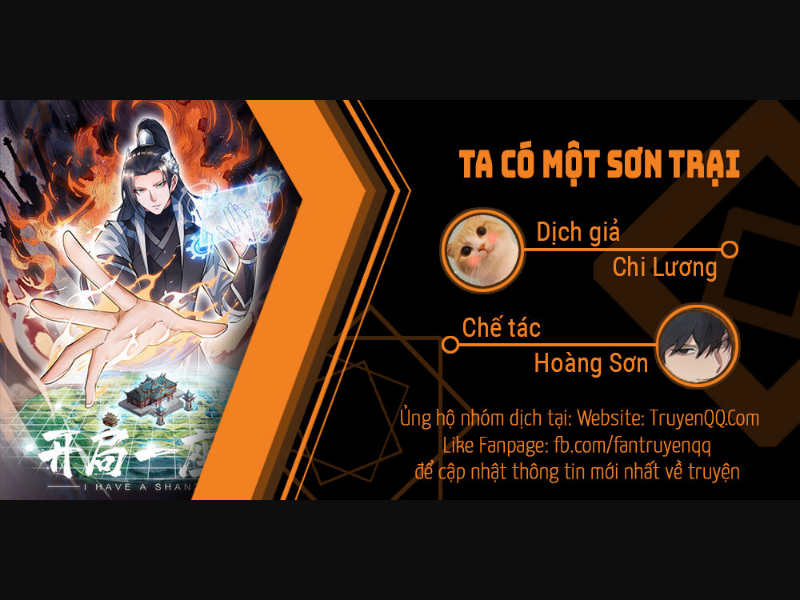 TA CÓ MỘT SƠN TRẠI
Dịch giả
Chi Lương
Chế tác
Hoàng Sơn
Ủng hộ nhóm dịch tại: Website: TruyenQQ.Com
Like Fanpage: fb.com/fantruyenqq
để cập nhật thông tin mới nhất về truyện
开局一
I HAVE A SHAN